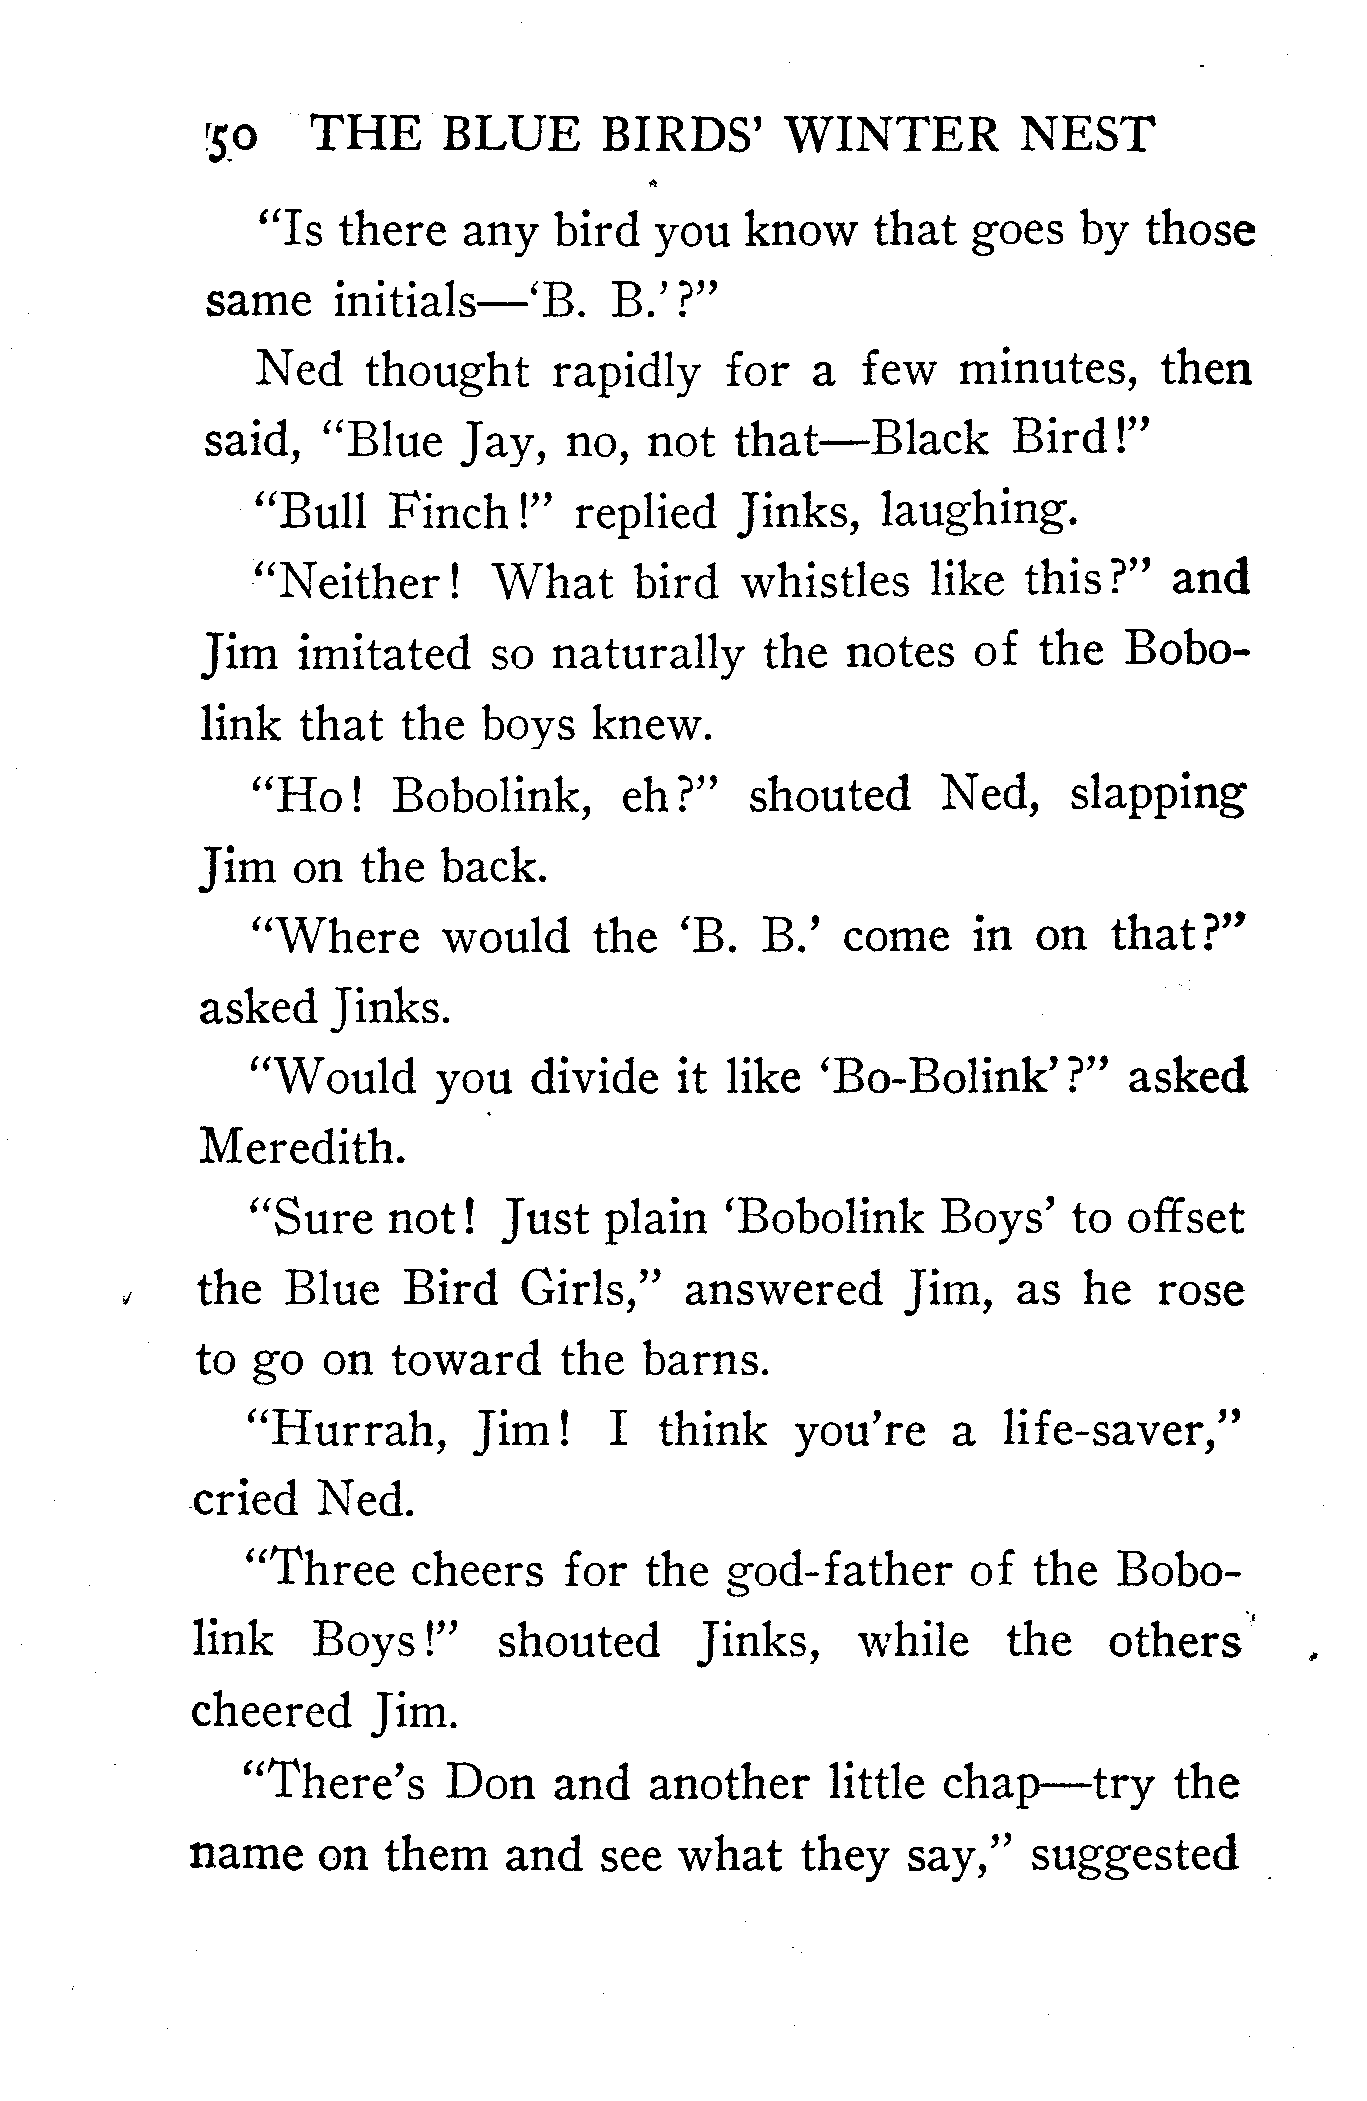 50 THE BLUE BIRDS' WINTER NEST
"Is there any bird you know that goes by those
same initials—'B. B.'?"
Ned thought rapidly for a few minutes, then
said, "Blue Jay, no, not that—Black Bird!"
"Bull Finch!" replied Jinks, laughing.
"Neither! What bird whistles like this?" and
Jim imitated so naturally the notes of the Bobo-
link that the boys knew.
"Ho! Bobolink, eh?" shouted Ned, slapping
Jim on the back.
"Where would the 'B. B.' come in on that?"
asked Jinks.
"Would you divide it like 'Bo-Bolink'?" asked
Meredith.
"Sure not! Just plain 'Bobolink Boys' to offset
the Blue Bird Girls," answered Jim, as he rose
to go on toward the barns.
"Hurrah, Jim! I think you're a life-saver,"
cried Ned.
"Three cheers for the god-father of the Bobo-
link Boys!" shouted Jinks, while the others
cheered Jim.
"There's Don and another little chap—try the
name on them and see what they say," suggested